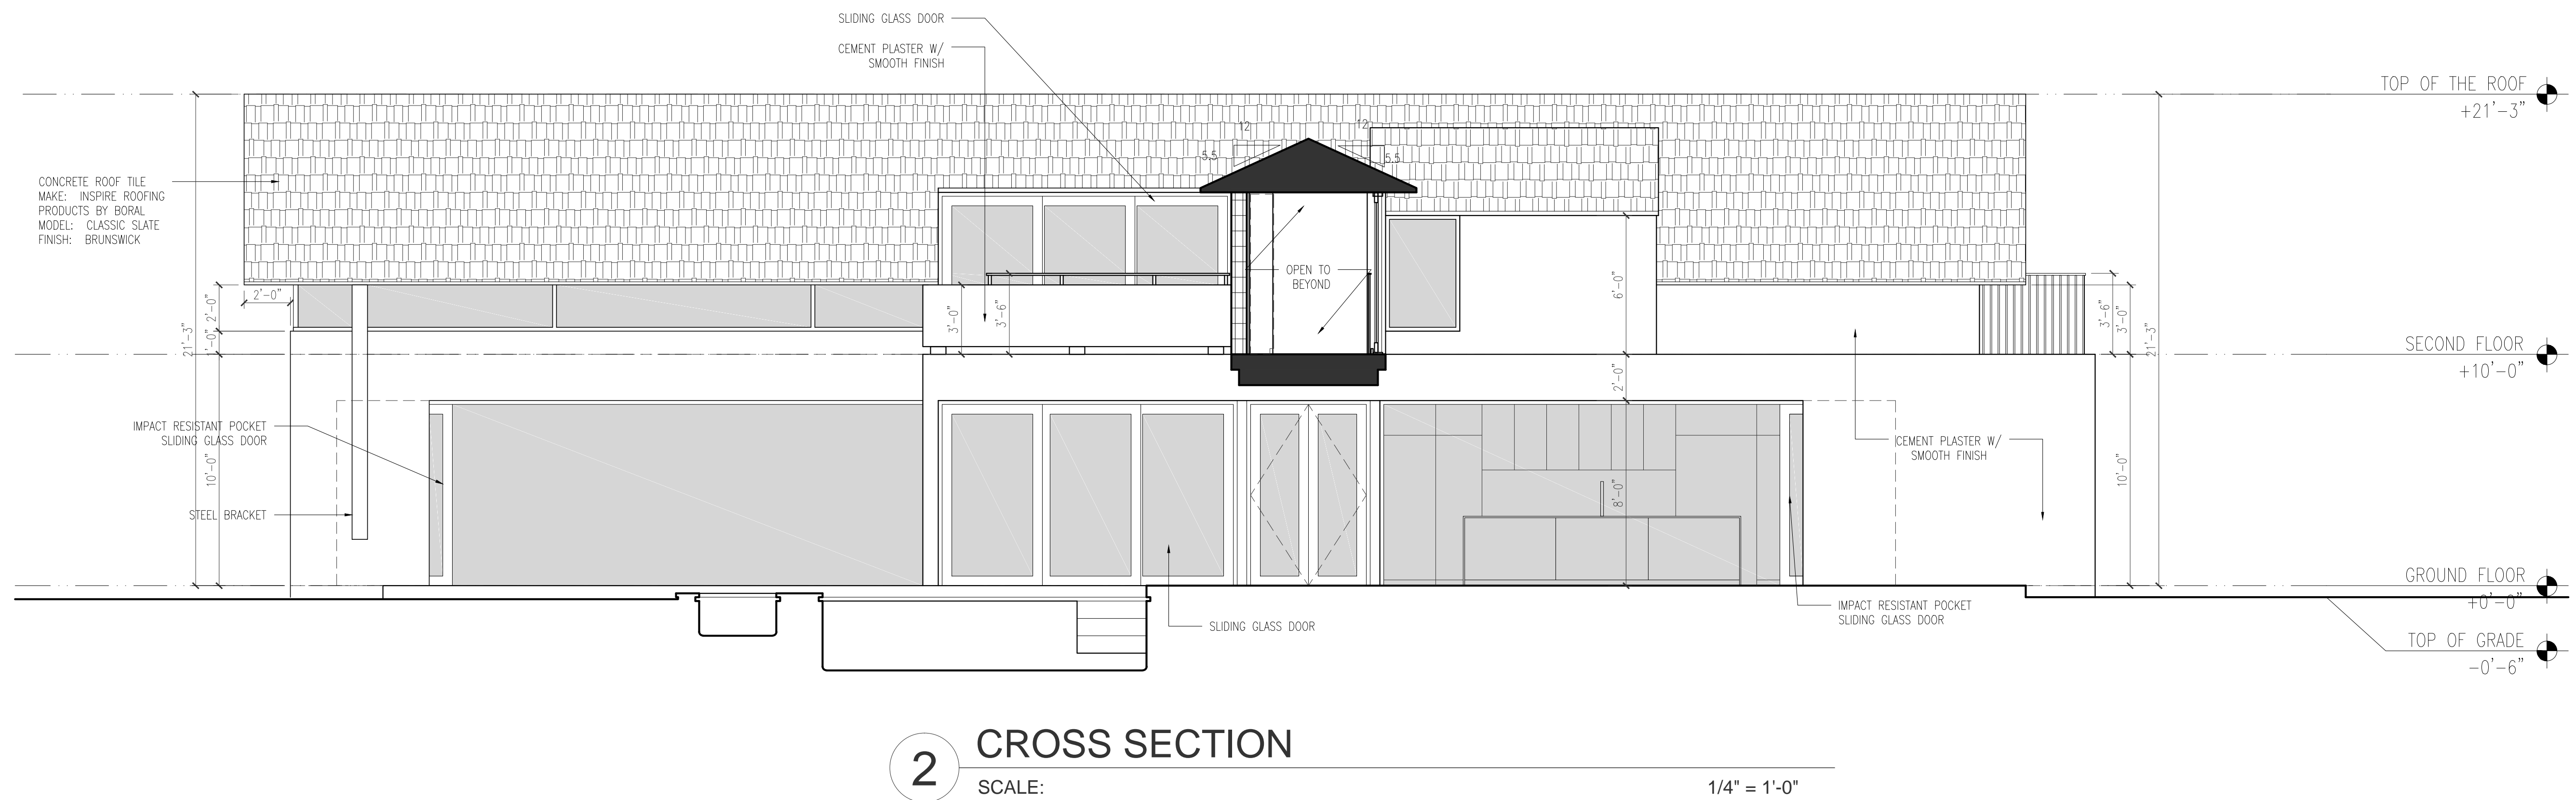 SLIDING GLASS DOOR
CEMENT PLASTER W/
SMOOTH FINISH
TOP OF THE ROOF
+21'-3"
12
12
5.5
5.5
CONCRETE ROOF TILE
MAKE: INSPIRE ROOFING
PRODUCTS BY BORAL
MODEL: CLASSIC SLATE
FINISH: BRUNSWICK
OPEN TO
BEYOND
2'-0"
2'-0"
1'-0"
21'-3"
3'-0"
3'-6"
6'-0"
3'-6"
3'-0"
21'-3"
SECOND FLOOR
+10'-0"
2'-0"
IMPACT RESISTANT POCKET
SLIDING GLASS DOOR
10'-0"
STEEL BRACKET
8'-0"
CEMENT PLASTER W/
SMOOTH FINISH
10'-0"
GROUND FLOOR
+0'-0"
IMPACT RESISTANT POCKET
SLIDING GLASS DOOR
SLIDING GLASS DOOR
TOP OF GRADE
-0'-6"
2
CROSS SECTION
SCALE:
1/4" = 1'-0"